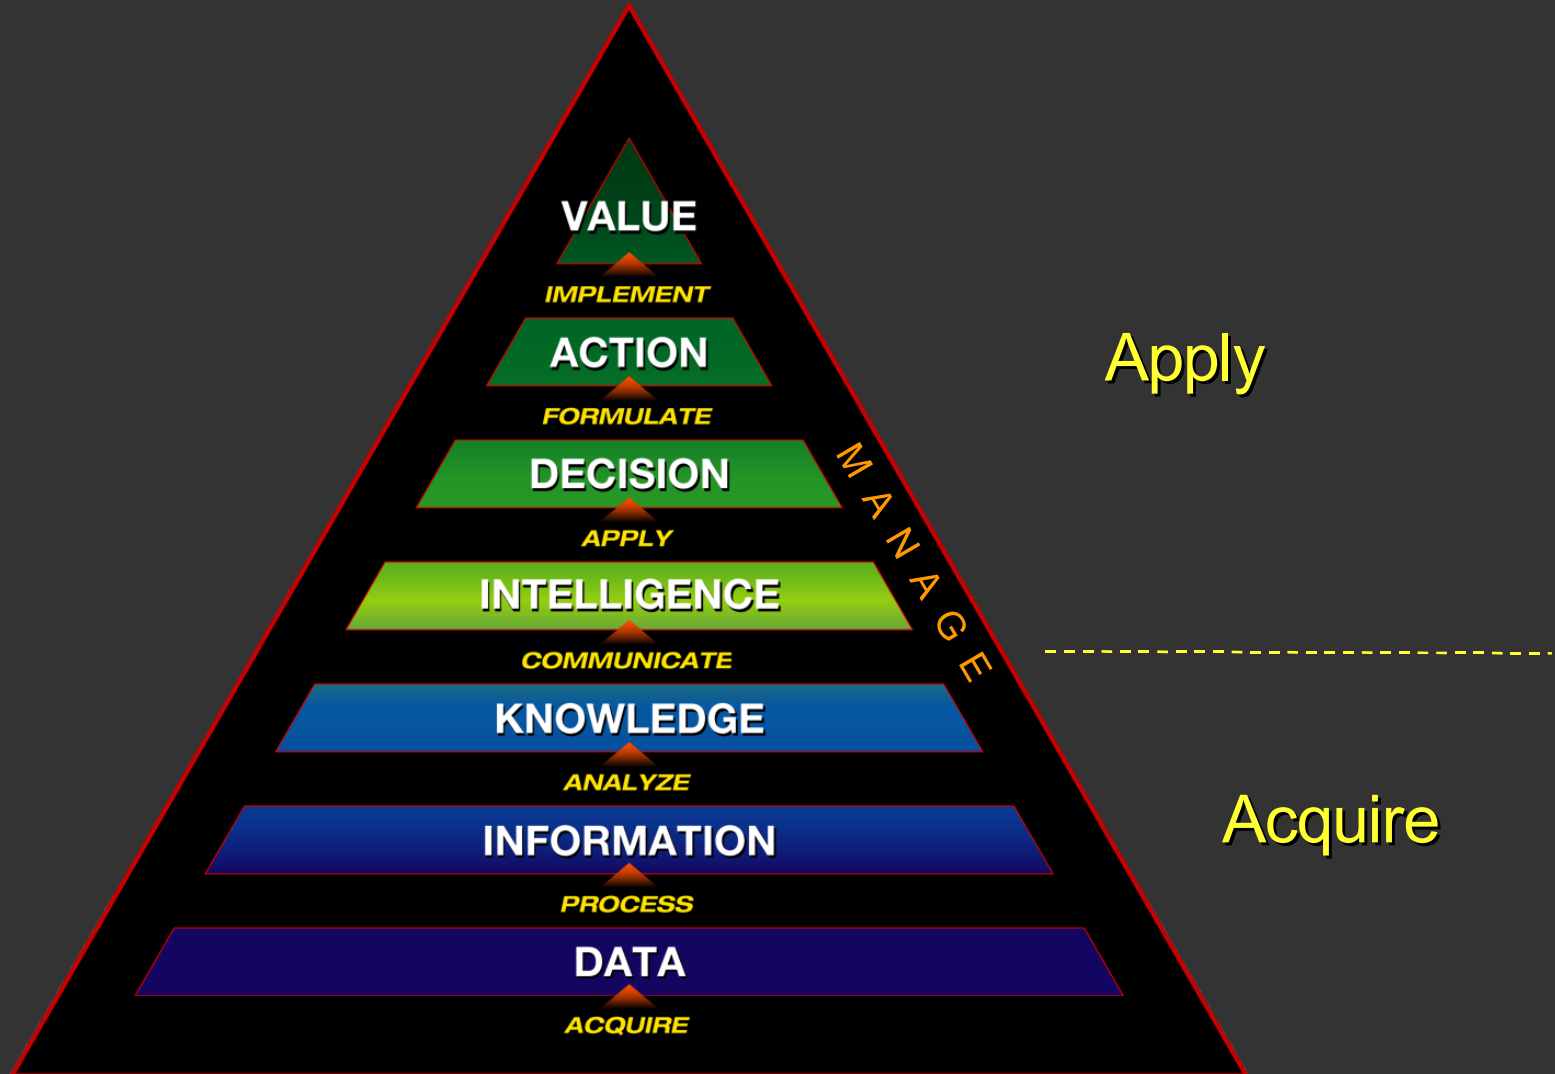 VALUE
IMPLEMENT
ACTION
FORMULATE
DECISION
APPLY
INTELLIGENCE
COMMUNICATE
KNOWLEDGE
ANALYZE
INFORMATION
PROCESS
DATA
ACQUIRE
MANAGE
Apply
Acquire